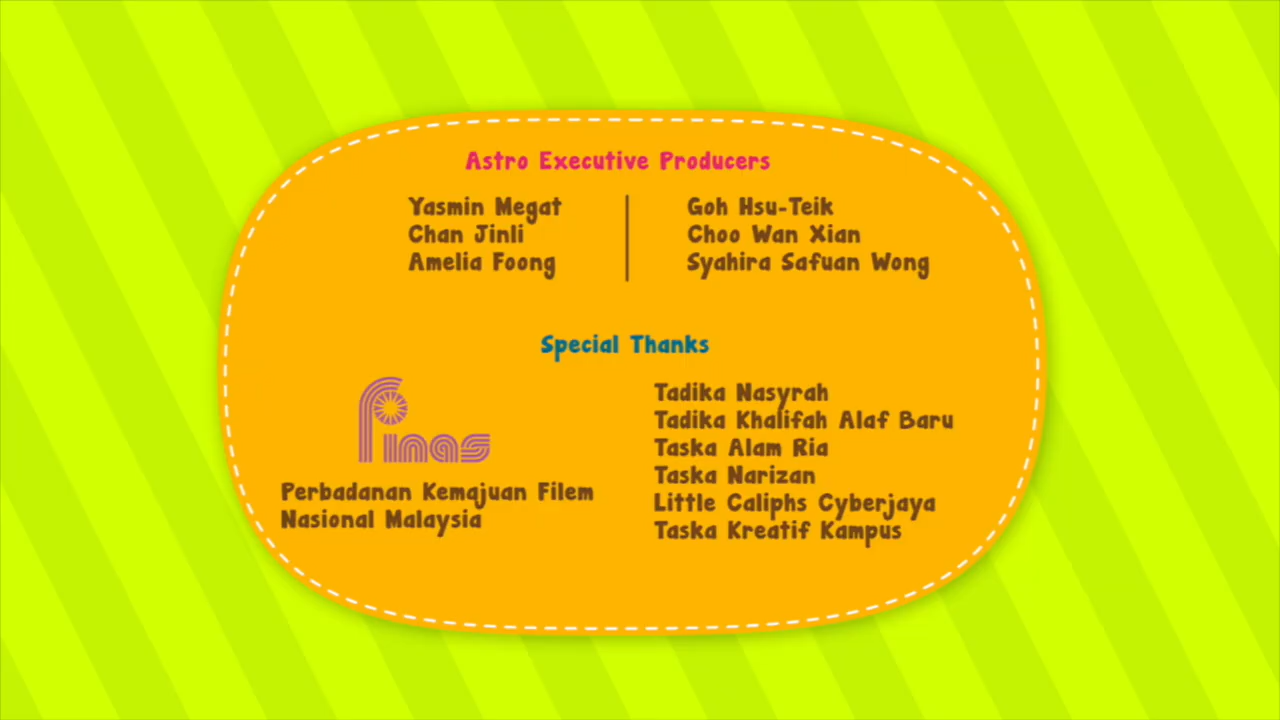 Astro Executive Producers
Yasmin Megat
Chan Jinli
Amelia Foong
Goh Hsu-Teik
Choo Wan Xian
Syahira Safuan Wong
Special Thanks
Finas
Perbadanan Kemajuan Filem
Nasional Malaysia
Tadika Nasyrah
Tadika Khalifah Alaf Baru
Taska Alam Ria
Taska Narizan
Little Caliphs Cyberjaya
Taska Kreatif Kampus